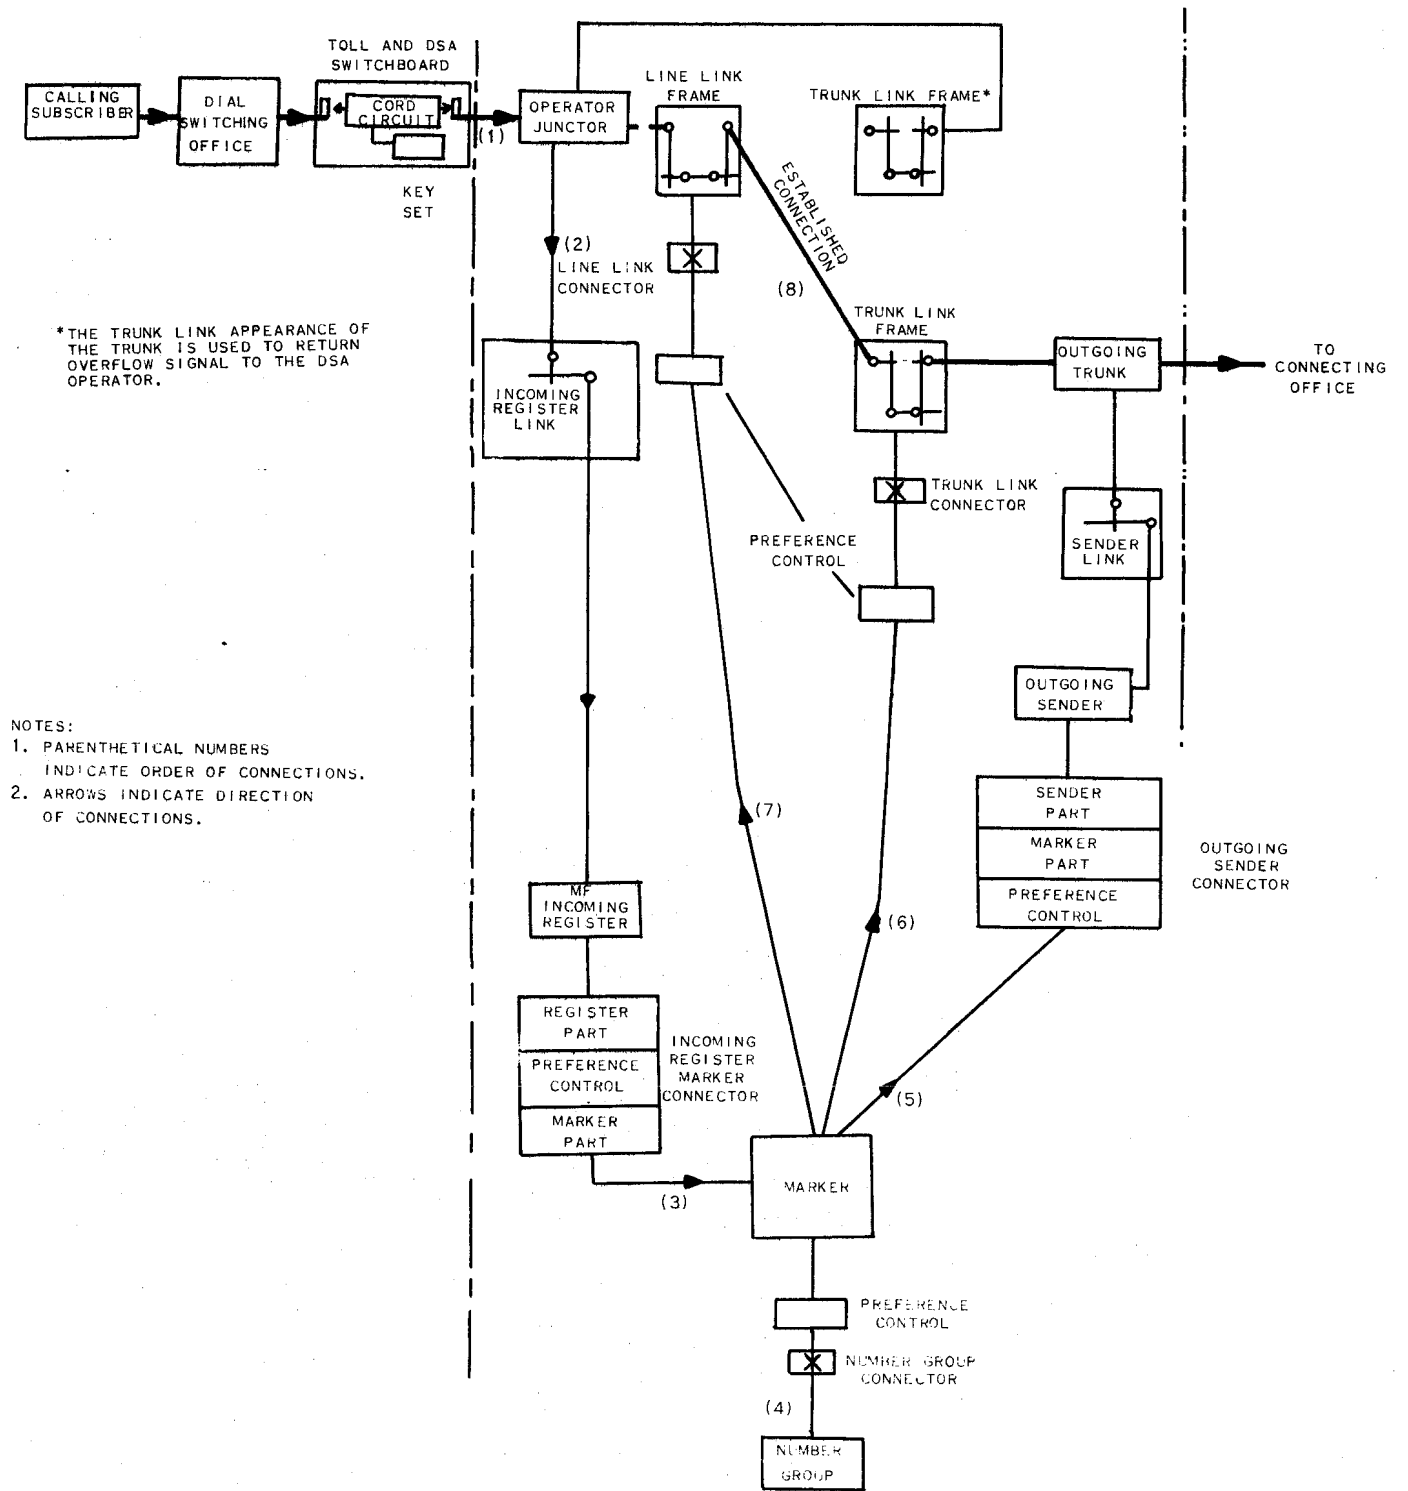 TOLL AND DSA
SWITCHBOARD
CALLING
SUBSCRIBER
DIAL
SWITCHING
OFFICE
CORD
CIRCUIT
KEY
SET
(1)
OPERATOR
JUNCTOR
LINE LINK
FRAME
TRUNK LINK FRAME*
ESTABLISHED
CONNECTION
(8)
(2)
LINE LINK
CONNECTOR
*THE TRUNK LINK APPEARANCE OF
THE TRUNK IS USED TO RETURN
OVERFLOW SIGNAL TO THE DSA
OPERATOR.
INCOMING
REGISTER
LINK
TRUNK LINK
FRAME
OUTGOING
TRUNK
TO
CONNECTING
OFFICE
TRUNK LINK
CONNECTOR
PREFERENCE
CONTROL
SENDER
LINK
OUTGOING
SENDER
NOTES:
1. PARENTHETICAL NUMBERS
INDICATE ORDER OF CONNECTIONS.
2. ARROWS INDICATE DIRECTION
OF CONNECTIONS.
(7)
SENDER
PART
MARKER
PART
PREFERENCE
CONTROL
OUTGOING
SENDER
CONNECTOR
MF
INCOMING
REGISTER
(6)
REGISTER
PART
PREFERENCE
CONTROL
MARKER
PART
INCOMING
REGISTER
MARKER
CONNECTOR
(5)
(3)
MARKER
PREFERENCE
CONTROL
NUMBER GROUP
CONNECTOR
(4)
NUMBER
GROUP